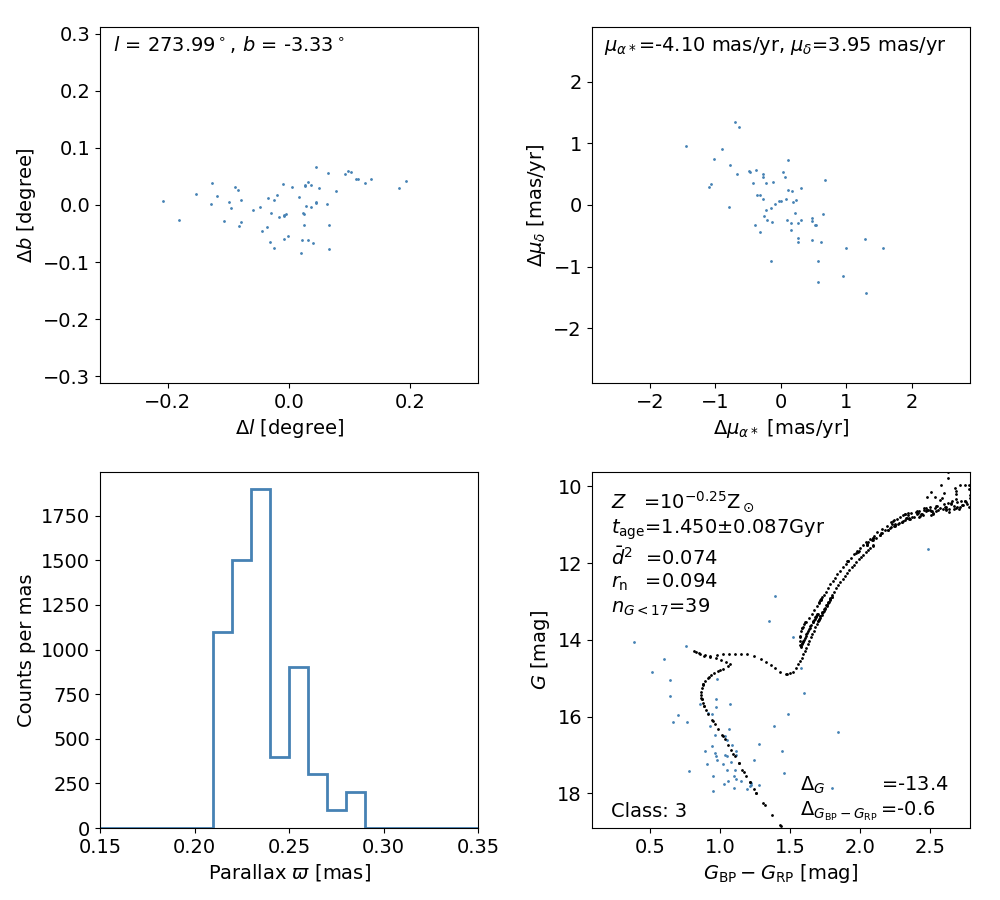 l = 273.99°, b = -3.33°
0.3
0.2
0.1
0.0
−0.1
−0.2
−0.3
Δb [degree]
−0.2 0.0 0.2
Δl [degree]
μα*=-4.10 mas/yr, μδ=3.95 mas/yr
2
1
0
−1
−2
Δμδ [mas/yr]
−2 −1 0 1 2
Δμα* [mas/yr]
1750
1500
1250
1000
750
500
250
0
Counts per mas
0.15 0.20 0.25 0.30 0.35
Parallax ϖ [mas]
Z =10^−0.25 Z⊙
t_age=1.450±0.087Gyr
d̄² =0.074
r_n =0.094
n_G<17=39
Δ_G =-13.4
Δ_GBP−GRP =-0.6
Class: 3
10
12
14
16
18
G [mag]
0.5 1.0 1.5 2.0 2.5
G_BP − G_RP [mag]